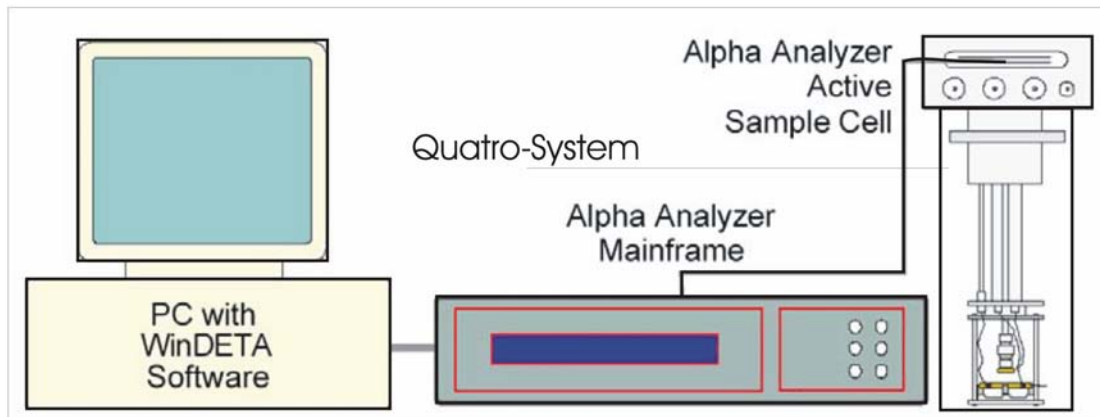 Alpha Analyzer
Active
Sample Cell
Quatro-System
Alpha Analyzer
Mainframe
PC with
WinDETA
Software